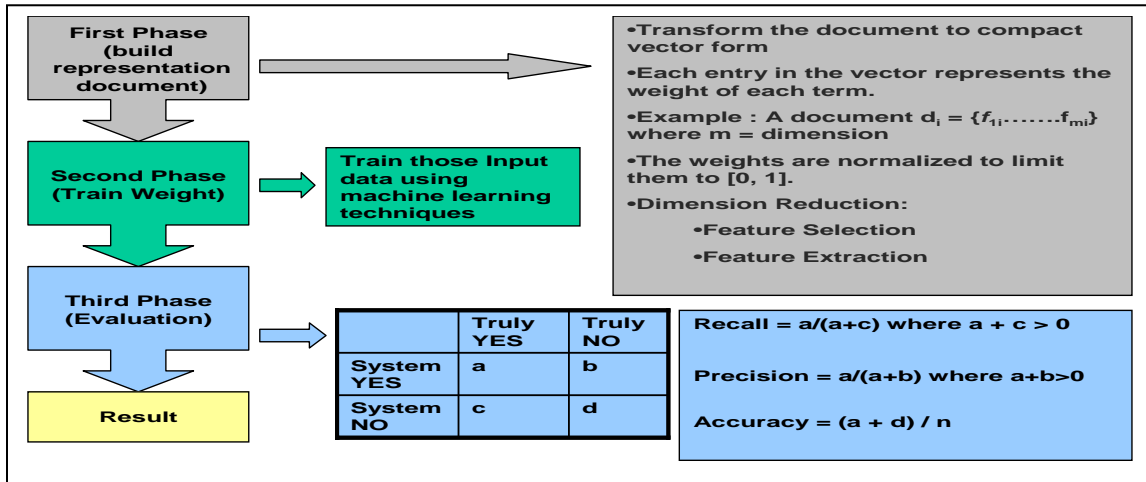 First Phase
(build
representation
document)
•Transform the document to compact
vector form
•Each entry in the vector represents the
weight of each term.
•Example : A document dᵢ = {f₁ᵢ.......fₘᵢ}
where m = dimension
•The weights are normalized to limit
them to [0, 1].
•Dimension Reduction:
•Feature Selection
•Feature Extraction
Second Phase
(Train Weight)
Train those Input
data using
machine learning
techniques
Third Phase
(Evaluation)
Truly YES Truly NO
System YES a b
System NO c d
Recall = a/(a+c) where a + c > 0
Precision = a/(a+b) where a+b>0
Accuracy = (a + d) / n
Result